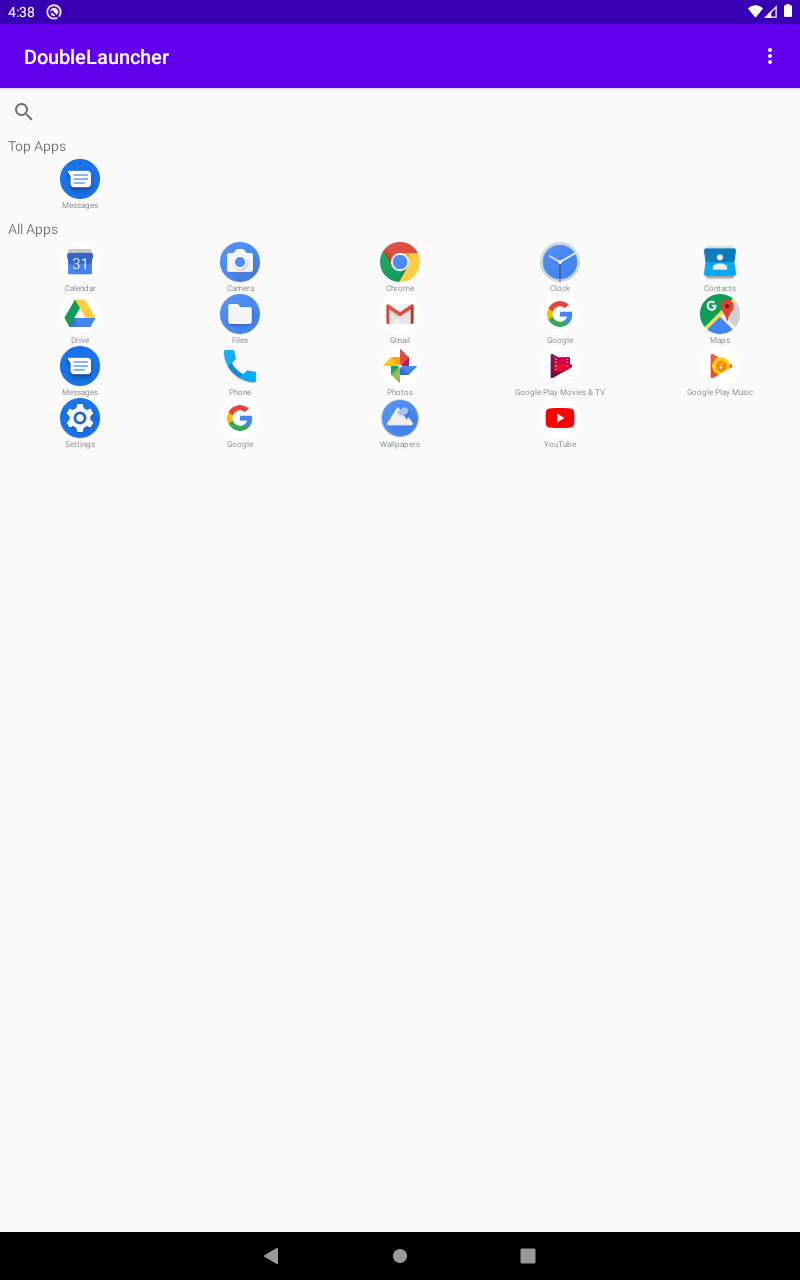 4:38
DoubleLauncher
Top Apps
Messages
All Apps
31
Calendar Camera Chrome Clock Contacts
Drive Files Gmail Google Maps
Messages Phone Photos Google Play Movies & TV Google Play Music
Settings Google Wallpapers YouTube